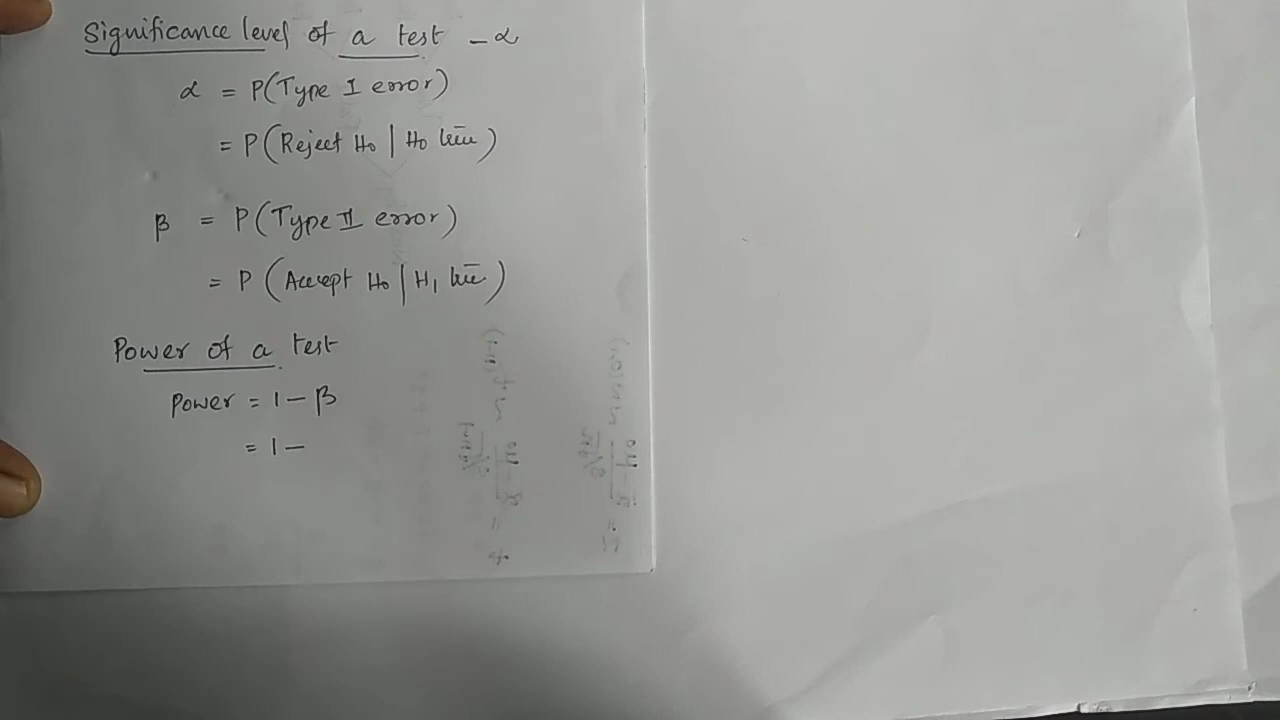 Significance level of a test - α
α = P(Type I error)
= P(Reject H0 | H0 true)
β = P(Type II error)
= P(Accept H0 | H1 true)
Power of a test
Power = 1 - β
= 1 -